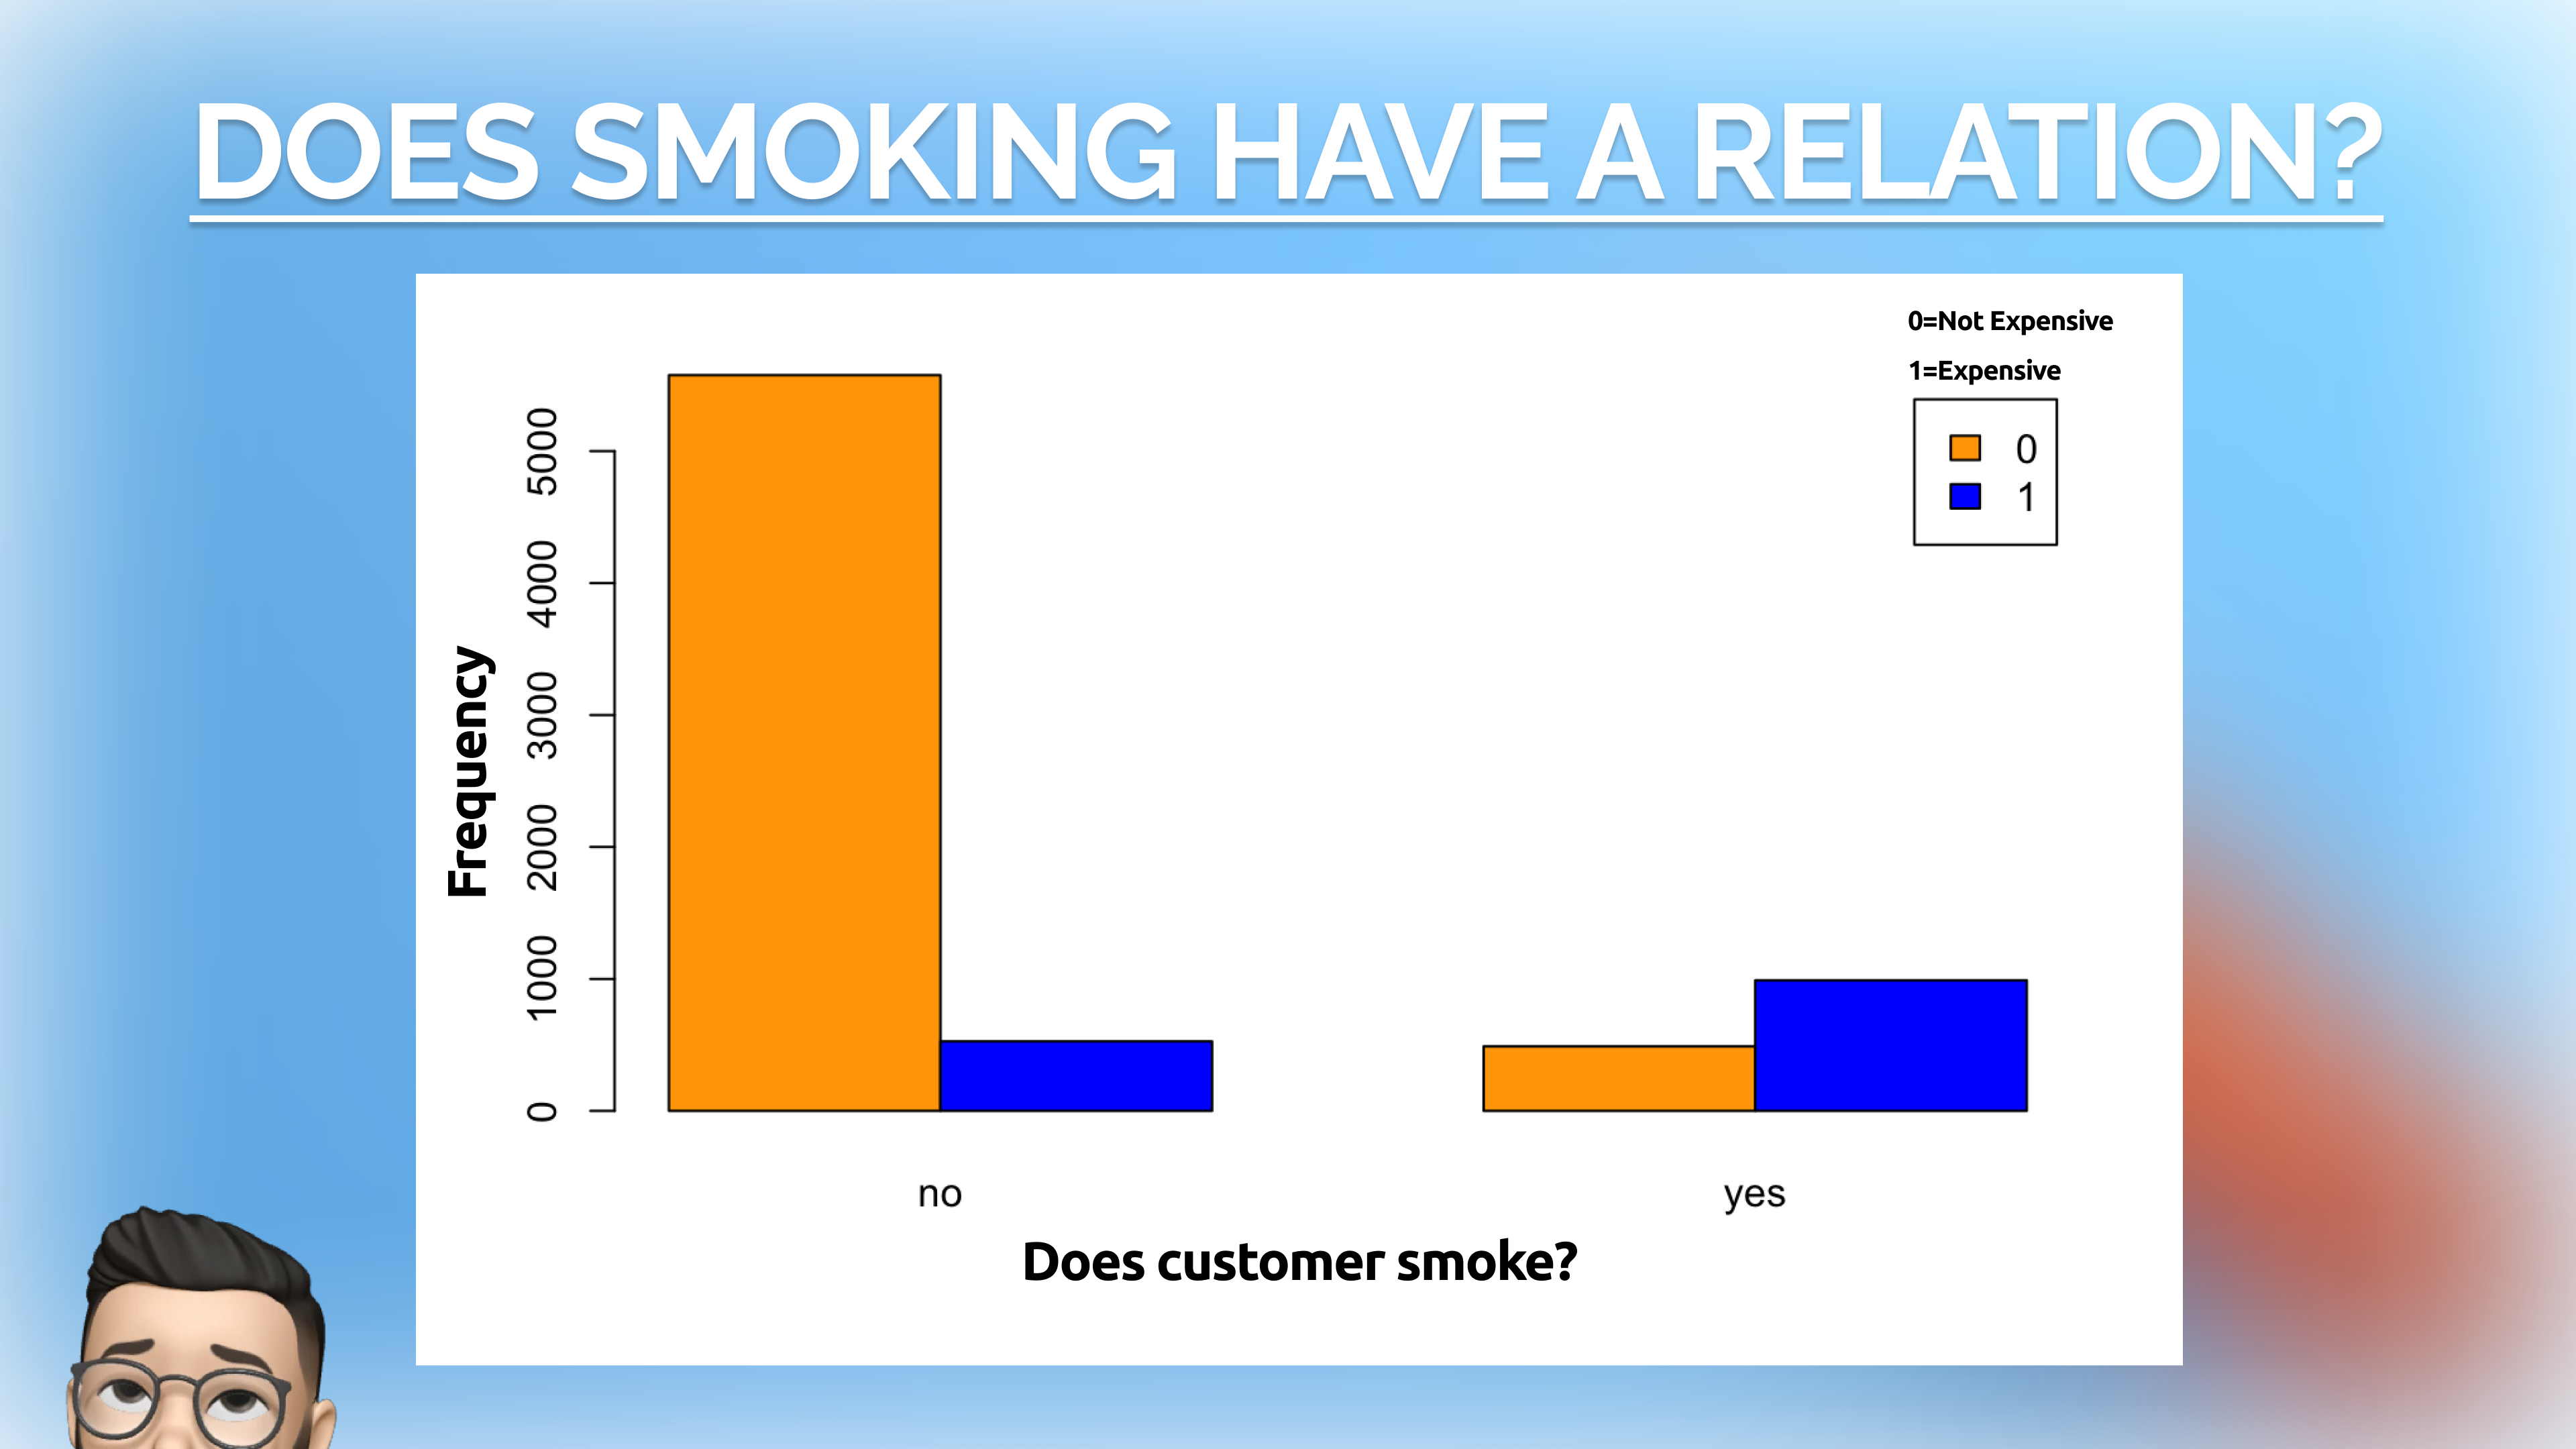 DOES SMOKING HAVE A RELATION?
0=Not Expensive
1=Expensive
0
1
Frequency
5000
4000
3000
2000
1000
0
no
yes
Does customer smoke?